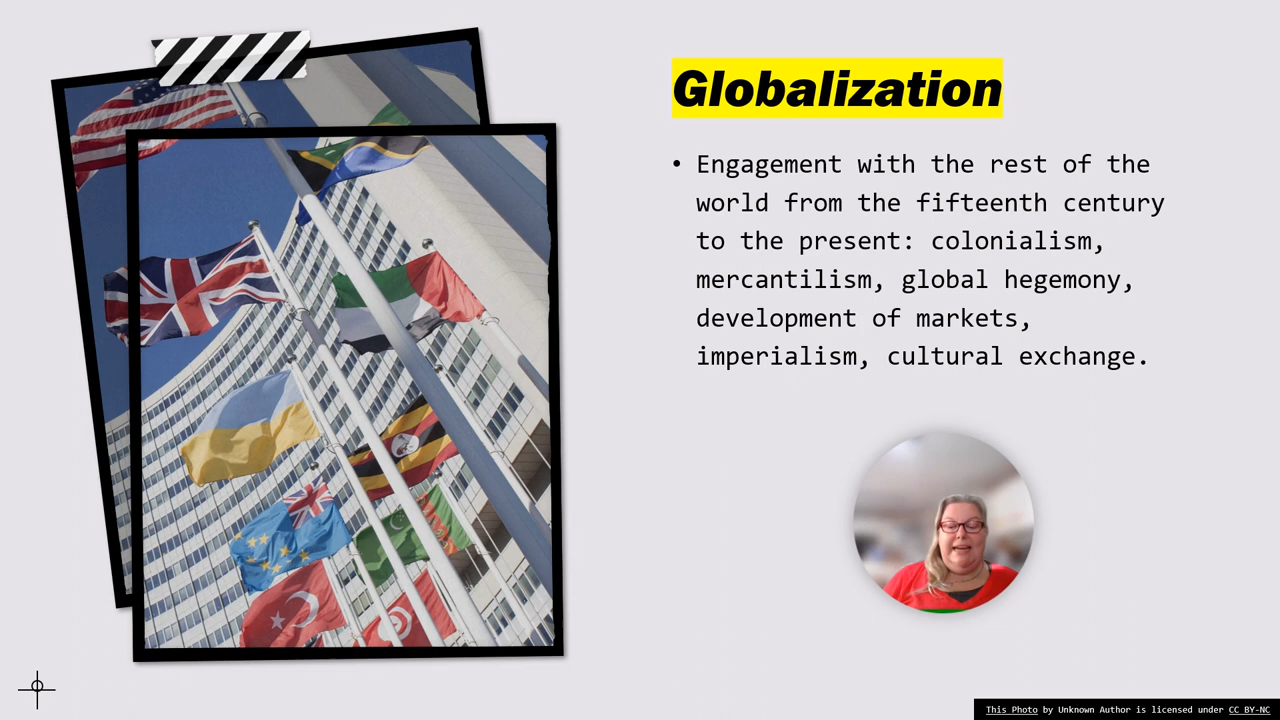 Globalization
• Engagement with the rest of the
world from the fifteenth century
to the present: colonialism,
mercantilism, global hegemony,
development of markets,
imperialism, cultural exchange.
This Photo by Unknown Author is licensed under CC BY-NC